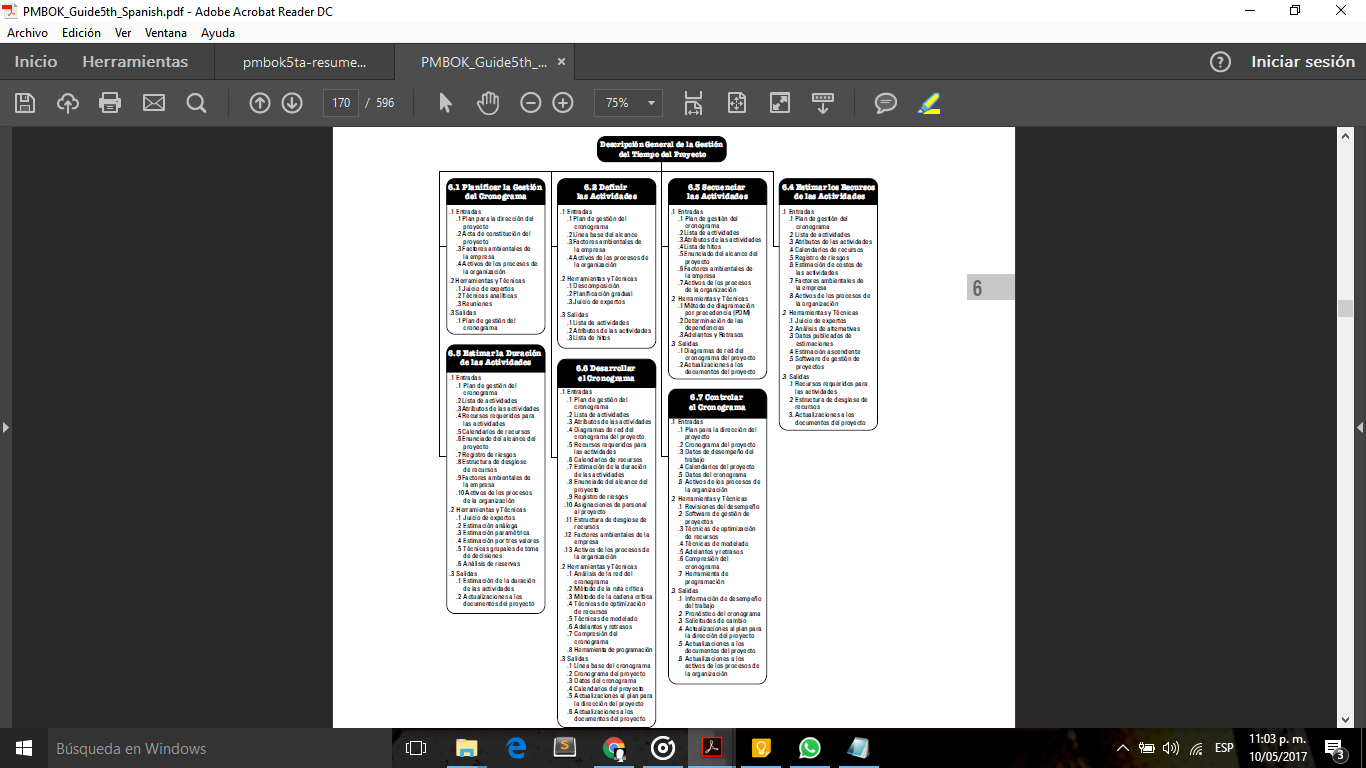 PMBOK_Guide5th_Spanish.pdf - Adobe Acrobat Reader DC
Archivo Edición Ver Ventana Ayuda
Inicio Herramientas pmbok5ta-resume... PMBOK_Guide5th_... × ? Iniciar sesión
170 / 596 75%
Descripción General de la Gestión
del Tiempo del Proyecto
6.1 Planificar la Gestión
del Cronograma
.1 Entradas
.1 Plan para la dirección del
proyecto
.2 Acta de constitución del
proyecto
.3 Factores ambientales de
la empresa
.4 Activos de los procesos de
la organización
.2 Herramientas y Técnicas
.1 Juicio de expertos
.2 Técnicas analíticas
.3 Reuniones
.3 Salidas
.1 Plan de gestión del
cronograma
6.2 Definir
las Actividades
.1 Entradas
.1 Plan de gestión del
cronograma
.2 Línea base del alcance
.3 Factores ambientales de
la empresa
.4 Activos de los procesos de
la organización
.2 Herramientas y Técnicas
.1 Descomposición
.2 Planificación gradual
.3 Juicio de expertos
.3 Salidas
.1 Lista de actividades
.2 Atributos de las actividades
.3 Lista de hitos
6.3 Secuenciar
las Actividades
.1 Entradas
.1 Plan de gestión del
cronograma
.2 Lista de actividades
.3 Atributos de las actividades
.4 Lista de hitos
.5 Enunciado del alcance del
proyecto
.6 Factores ambientales de
la empresa
.7 Activos de los procesos
de la organización
.2 Herramientas y Técnicas
.1 Método de diagramación
por precedencia (PDM)
.2 Determinación de las
dependencias
.3 Adelantos y Retrasos
.3 Salidas
.1 Diagramas de red del
cronograma del proyecto
.2 Actualizaciones a los
documentos del proyecto
6.4 Estimar los Recursos
de las Actividades
.1 Entradas
.1 Plan de gestión del
cronograma
.2 Lista de actividades
.3 Atributos de las actividades
.4 Calendarios de recursos
.5 Registro de riesgos
.6 Estimación de costos de
las actividades
.7 Factores ambientales de
la empresa
.8 Activos de los procesos de
la organización
.2 Herramientas y Técnicas
.1 Juicio de expertos
.2 Análisis de alternativas
.3 Datos publicados de
estimaciones
.4 Estimación ascendente
.5 Software de gestión de
proyectos
.3 Salidas
.1 Recursos requeridos para
las actividades
.2 Estructura de desglose de
recursos
3. Actualizaciones a los
documentos del proyecto
6.5 Estimar la Duración
de las Actividades
.1 Entradas
.1 Plan de gestión del
cronograma
.2 Lista de actividades
.3 Atributos de las actividades
.4 Recursos requeridos para
las actividades
.5 Calendarios de recursos
.6 Enunciado del alcance del
proyecto
.7 Registro de riesgos
.8 Estructura de desglose
de recursos
.9 Factores ambientales de
la empresa
.10 Activos de los procesos
de la organización
.2 Herramientas y Técnicas
.1 Juicio de expertos
.2 Estimación análoga
.3 Estimación paramétrica
.4 Estimación por tres valores
.5 Técnicas grupales de toma
de decisiones
.6 Análisis de reservas
.3 Salidas
.1 Estimación de la duración
de las actividades
.2 Actualizaciones a los
documentos del proyecto
6.6 Desarrollar
el Cronograma
.1 Entradas
.1 Plan de gestión del
cronograma
.2 Lista de actividades
.3 Atributos de las actividades
.4 Diagramas de red del
cronograma del proyecto
.5 Recursos requeridos para
las actividades
.6 Calendarios de recursos
.7 Estimación de la duración
de las actividades
.8 Enunciado del alcance del
proyecto
.9 Registro de riesgos
.10 Asignaciones de personal
al proyecto
.11 Estructura de desglose de
recursos
.12 Factores ambientales de la
empresa
.13 Activos de los procesos de
la organización
.2 Herramientas y Técnicas
.1 Análisis de la red del
cronograma
.2 Método de la ruta crítica
.3 Método de la cadena crítica
.4 Técnicas de optimización
de recursos
.5 Técnicas de modelado
.6 Adelantos y retrasos
.7 Compresión del
cronograma
.8 Herramienta de programación
.3 Salidas
.1 Línea base del cronograma
.2 Cronograma del proyecto
.3 Datos del cronograma
.4 Calendarios del proyecto
.5 Actualizaciones al plan para
la dirección del proyecto
.6 Actualizaciones a los
documentos del proyecto
6.7 Controlar
el Cronograma
.1 Entradas
.1 Plan para la dirección del
proyecto
.2 Cronograma del proyecto
.3 Datos de desempeño del
trabajo
.4 Calendarios del proyecto
.5 Datos del cronograma
.6 Activos de los procesos de
la organización
.2 Herramientas y Técnicas
.1 Revisiones del desempeño
.2 Software de gestión de
proyectos
.3 Técnicas de optimización
de recursos
.4 Técnicas de modelado
.5 Adelantos y retrasos
.6 Compresión del
cronograma
.7 Herramienta de
programación
.3 Salidas
.1 Información de desempeño
del trabajo
.2 Pronóstico del cronograma
.3 Solicitudes de cambio
.4 Actualizaciones al plan para
la dirección del proyecto
.5 Actualizaciones a los
documentos del proyecto
.6 Actualizaciones a los
activos de los procesos de
la organización
6
Búsqueda en Windows
ESP
11:03 p. m.
10/05/2017
3